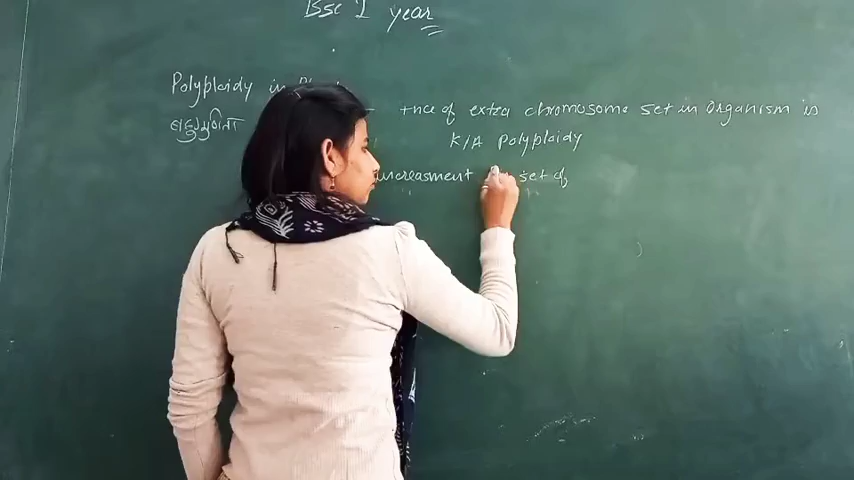 Bsc I year
Polyploidy in
बहुगुणिता +nce of extra chromosome set in Organism is
K/A Polyploidy
increasment set of